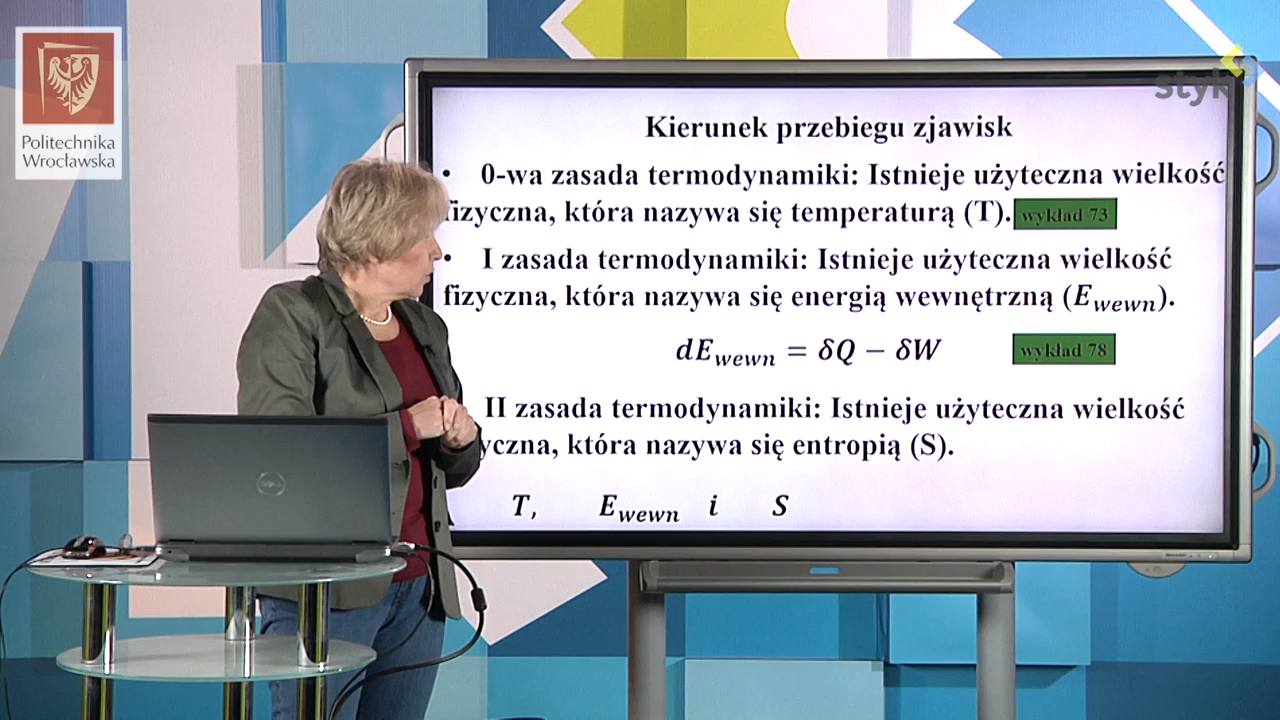 Politechnika
Wrocławska
styk
Kierunek przebiegu zjawisk
• 0-wa zasada termodynamiki: Istnieje użyteczna wielkość
fizyczna, która nazywa się temperaturą (T). wykład 73
• I zasada termodynamiki: Istnieje użyteczna wielkość
fizyczna, która nazywa się energią wewnętrzną (E_wewn).
dE_wewn = δQ − δW wykład 78
II zasada termodynamiki: Istnieje użyteczna wielkość
yczna, która nazywa się entropią (S).
T, E_wewn i S
DELL